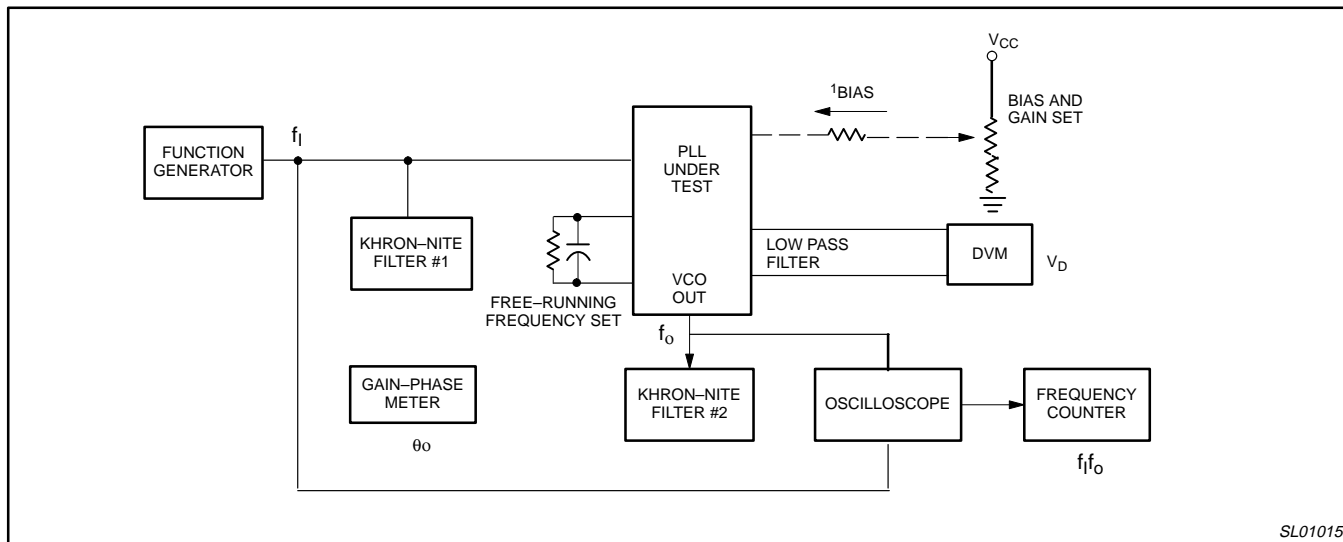 VCC
1BIAS
BIAS AND
GAIN SET
fI
FUNCTION
GENERATOR
PLL
UNDER
TEST
KHRON–NITE
FILTER #1
LOW PASS
FILTER
DVM
VD
VCO
OUT
FREE–RUNNING
FREQUENCY SET
fo
GAIN–PHASE
METER
KHRON–NITE
FILTER #2
OSCILLOSCOPE
FREQUENCY
COUNTER
θo
fIfo
SL01015